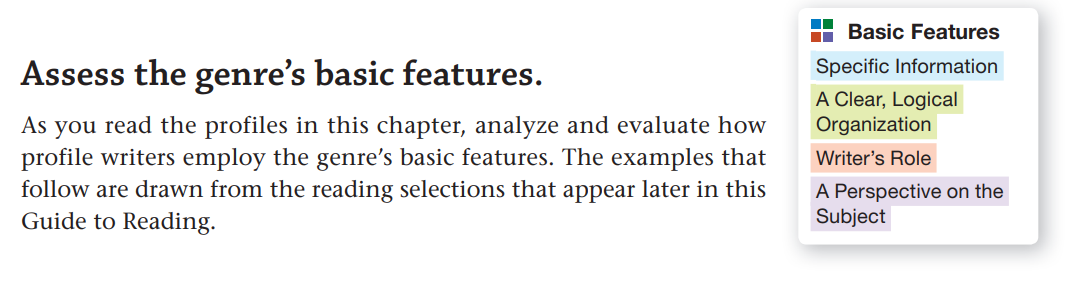 Assess the genre's basic features.
As you read the profiles in this chapter, analyze and evaluate how
profile writers employ the genre's basic features. The examples that
follow are drawn from the reading selections that appear later in this
Guide to Reading.
Basic Features
Specific Information
A Clear, Logical
Organization
Writer's Role
A Perspective on the
Subject